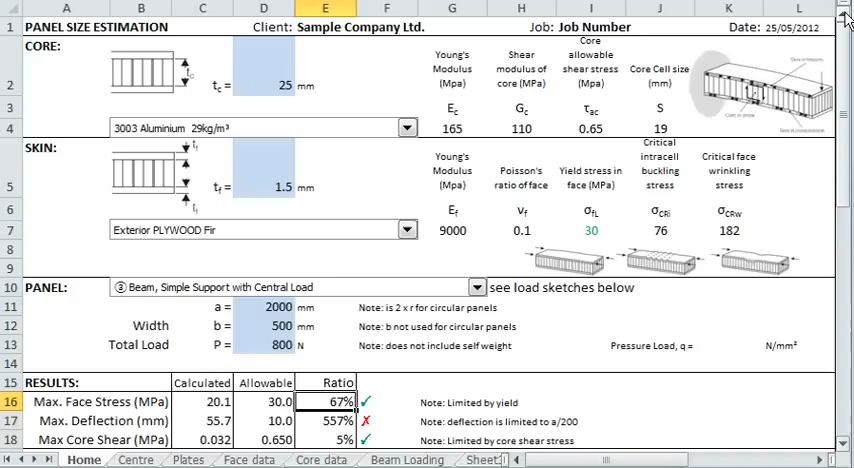 A B C D E F G H I J K L
1 PANEL SIZE ESTIMATION Client: Sample Company Ltd. Job: Job Number Date: 25/05/2012
CORE:
tc
2 tc = 25 mm Young's Modulus (Mpa) Shear modulus of core (MPa) Core allowable shear stress (MPa) Core Cell size (mm)
3 Ec Gc τac S
4 3003 Aluminium 29kg/m³ 165 110 0.65 19
SKIN:
tf
5 tf = 1.5 mm Young's Modulus (Mpa) Poisson's ratio of face Yield stress in face (MPa) Critical intracell buckling stress Critical face wrinkling stress
tf
6 Ef νf σfL σCRi σCRw
7 Exterior PLYWOOD Fir 9000 0.1 30 76 182
8
9
10 PANEL: ③ Beam, Simple Support with Central Load see load sketches below
11 a = 2000 mm Note: is 2 x r for circular panels
12 Width b = 500 mm Note: b not used for circular panels
13 Total Load P = 800 N Note: does not include self weight Pressure Load, q = N/mm²
14
15 RESULTS: Calculated Allowable Ratio
16 Max. Face Stress (MPa) 20.1 30.0 67% ✓ Note: Limited by yield
17 Max. Deflection (mm) 55.7 10.0 557% ✗ Note: deflection is limited to a/200
18 Max Core Shear (MPa) 0.032 0.650 5% ✓ Note: Limited by core shear stress
Home Centre Plates Face data Core data Beam Loading Sheet